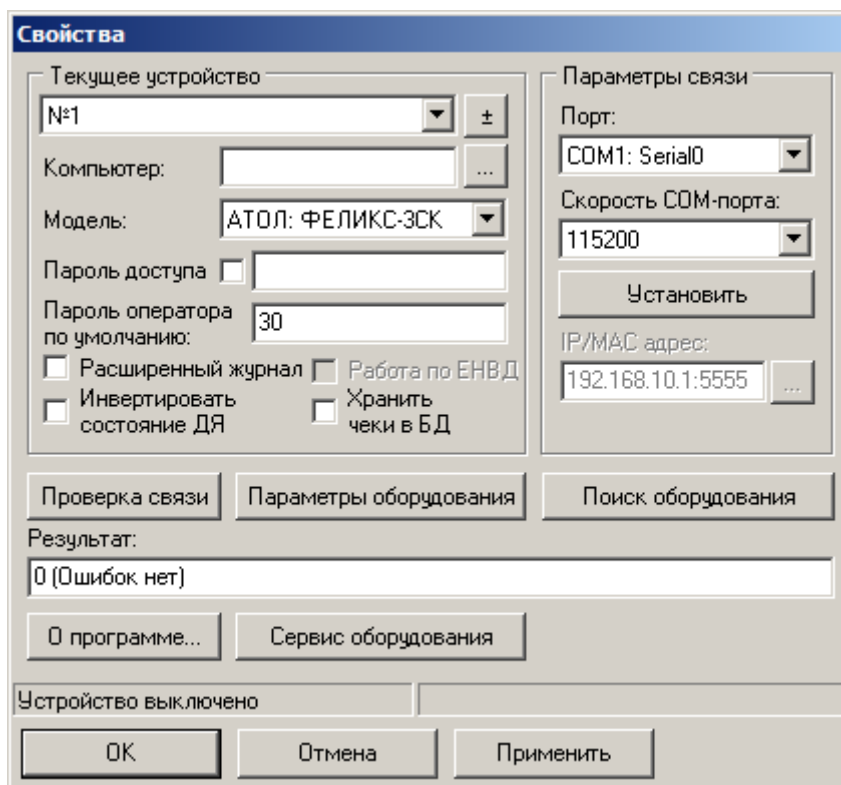 Свойства
Текущее устройство
№1
±
Компьютер:
...
Модель:
АТОЛ: ФЕЛИКС-3СК
Пароль доступа
Пароль оператора
по умолчанию:
30
Расширенный журнал
Работа по ЕНВД
Инвертировать
состояние ДЯ
Хранить
чеки в БД
Параметры связи
Порт:
COM1: Serial0
Скорость COM-порта:
115200
Установить
IP/MAC адрес:
192.168.10.1:5555
...
Проверка связи
Параметры оборудования
Поиск оборудования
Результат:
0 (Ошибок нет)
О программе...
Сервис оборудования
Устройство выключено
OK
Отмена
Применить